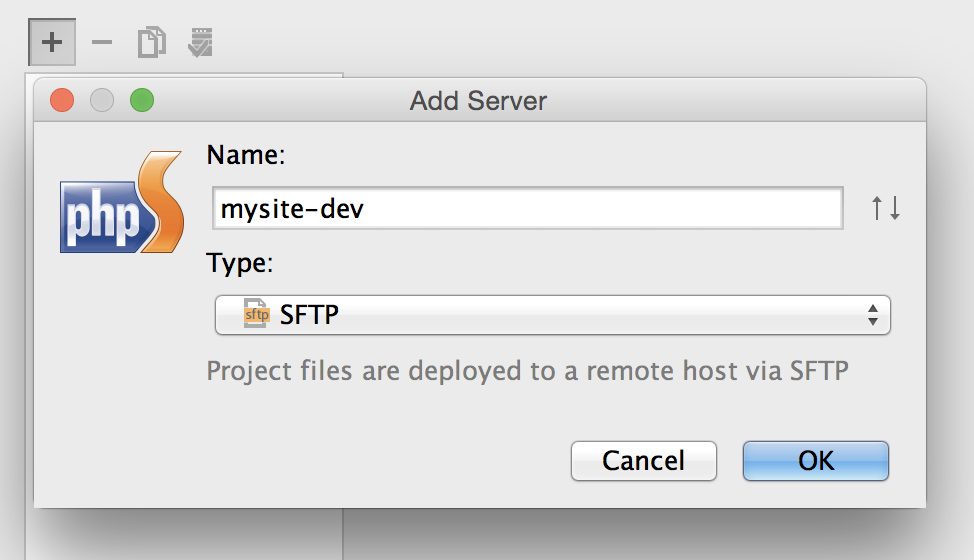 Add Server
Name:
php S
mysite-dev
Type:
sftp SFTP
Project files are deployed to a remote host via SFTP
Cancel OK